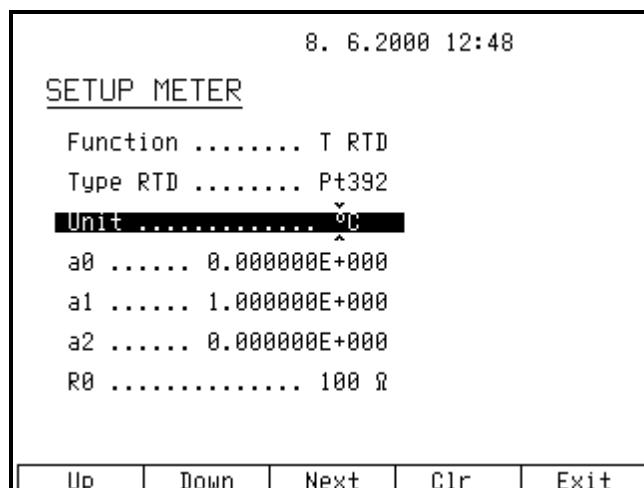 8. 6.2000 12:48
SETUP METER
Function ........ T RTD
Type RTD ........ Pt392
Unit ............. °C
a0 ...... 0.000000E+000
a1 ...... 1.000000E+000
a2 ...... 0.000000E+000
R0 .............. 100 Ω
Up Down Next Clr Exit